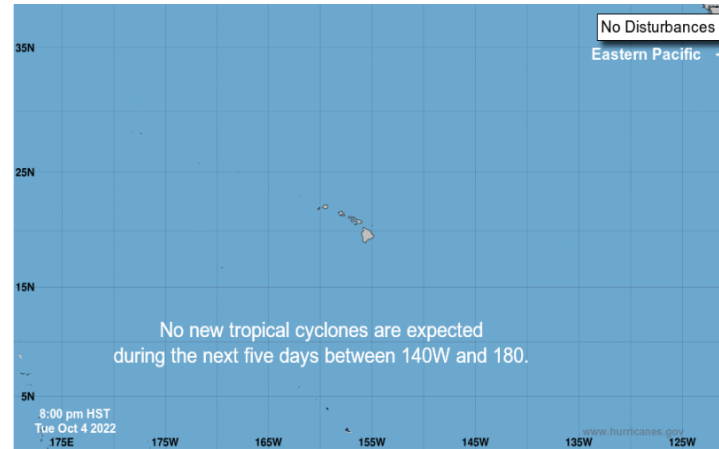 No Disturbances
35N
Eastern Pacific
25N
15N
No new tropical cyclones are expected
during the next five days between 140W and 180.
5N
8:00 pm HST
Tue Oct 4 2022
www.hurricanes.gov
175E 175W 165W 155W 145W 135W 125W